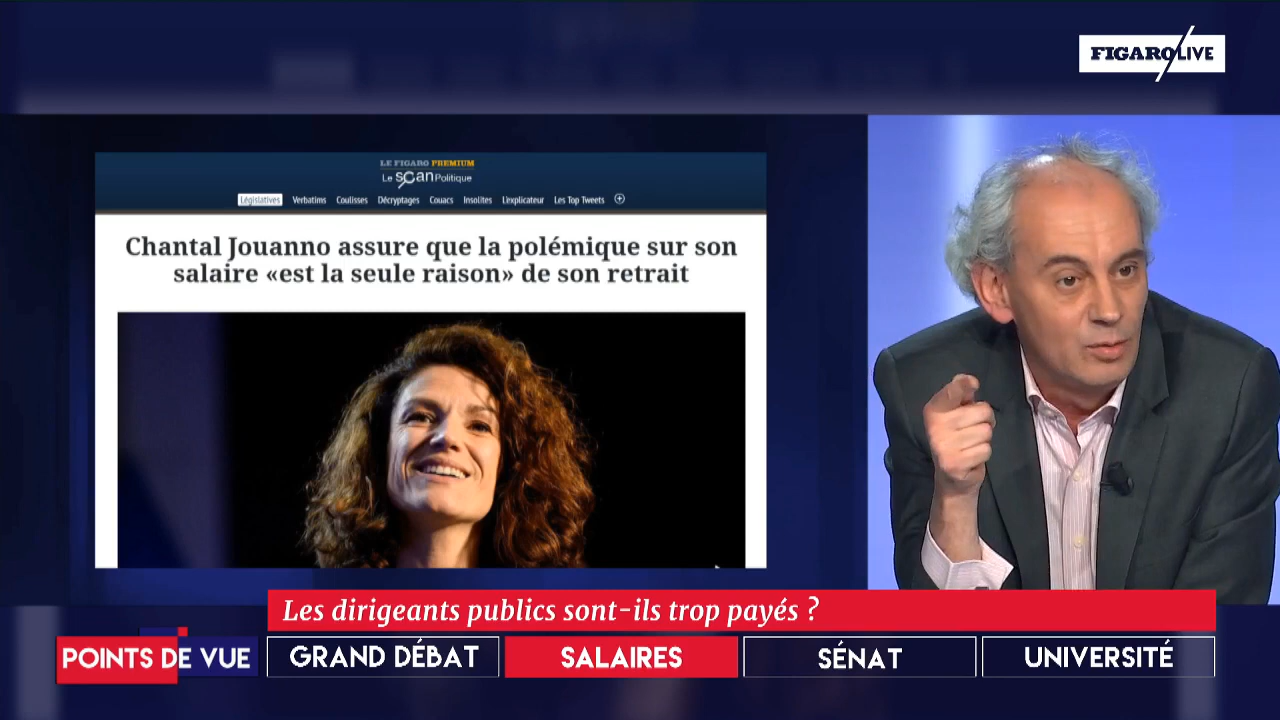 FIGARO LIVE
LE FIGARO PREMIUM
Le scan Politique
Législatives Verbatims Coulisses Décryptages Couacs Insolites L'explicateur Les Top Tweets
Chantal Jouanno assure que la polémique sur son
salaire «est la seule raison» de son retrait
Les dirigeants publics sont-ils trop payés ?
POINTS DE VUE GRAND DÉBAT SALAIRES SÉNAT UNIVERSITÉ